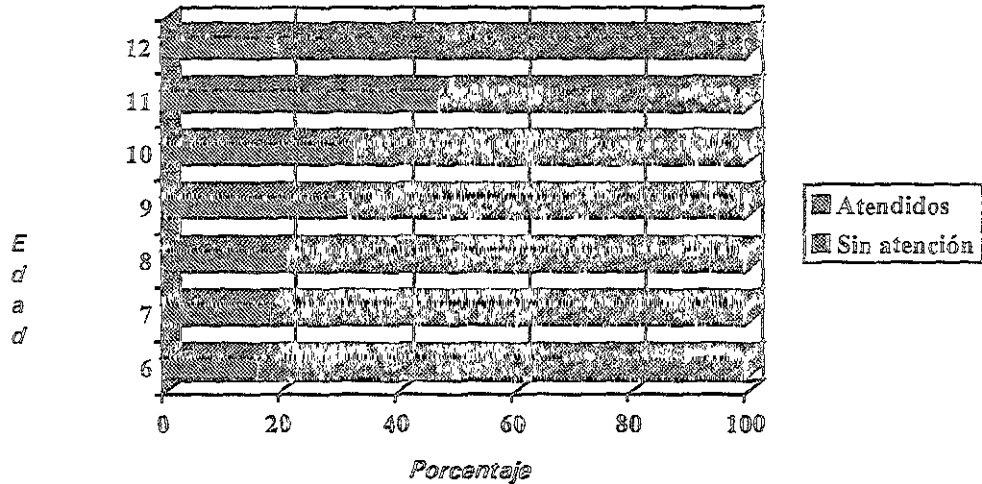 12
11
10
9
8
7
6
E
d
a
d
0 20 40 60 80 100
Porcentaje
Atendidos
Sin atención